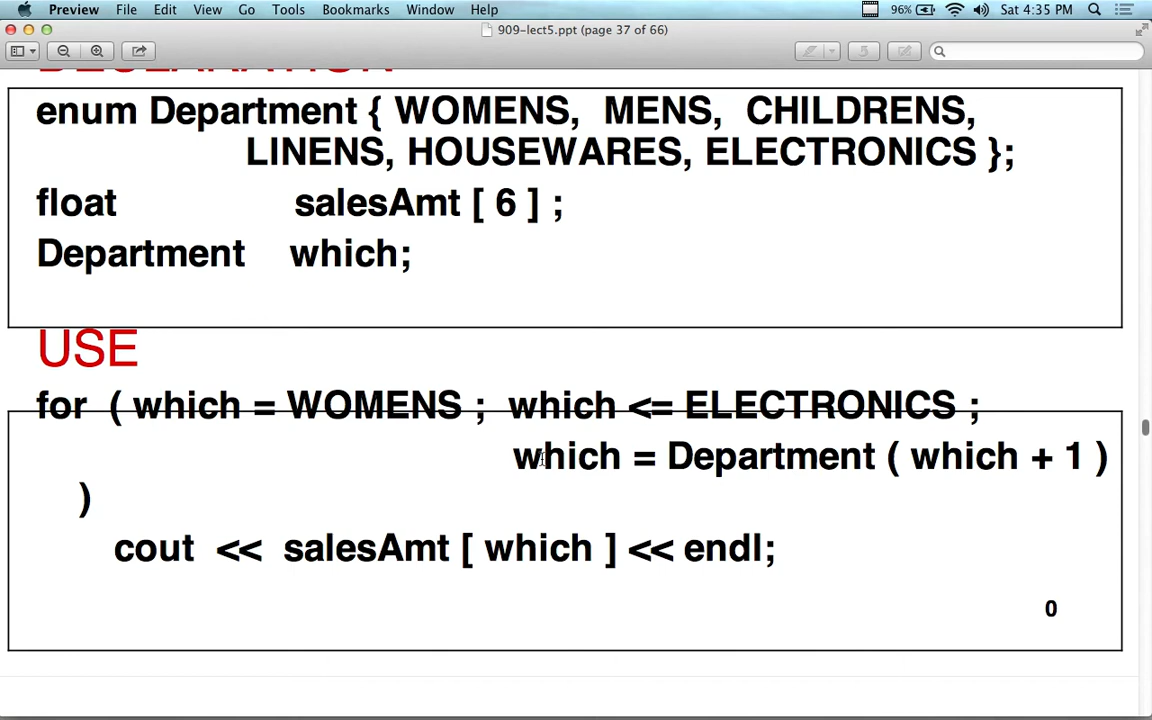 Preview File Edit View Go Tools Bookmarks Window Help 96% Sat 4:35 PM
909-lect5.ppt (page 37 of 66)
DECLARATION
enum Department { WOMENS, MENS, CHILDRENS,
LINENS, HOUSEWARES, ELECTRONICS };
float salesAmt [ 6 ] ;
Department which;
USE
for ( which = WOMENS ; which <= ELECTRONICS ;
which = Department ( which + 1 )
)
cout << salesAmt [ which ] << endl;
0